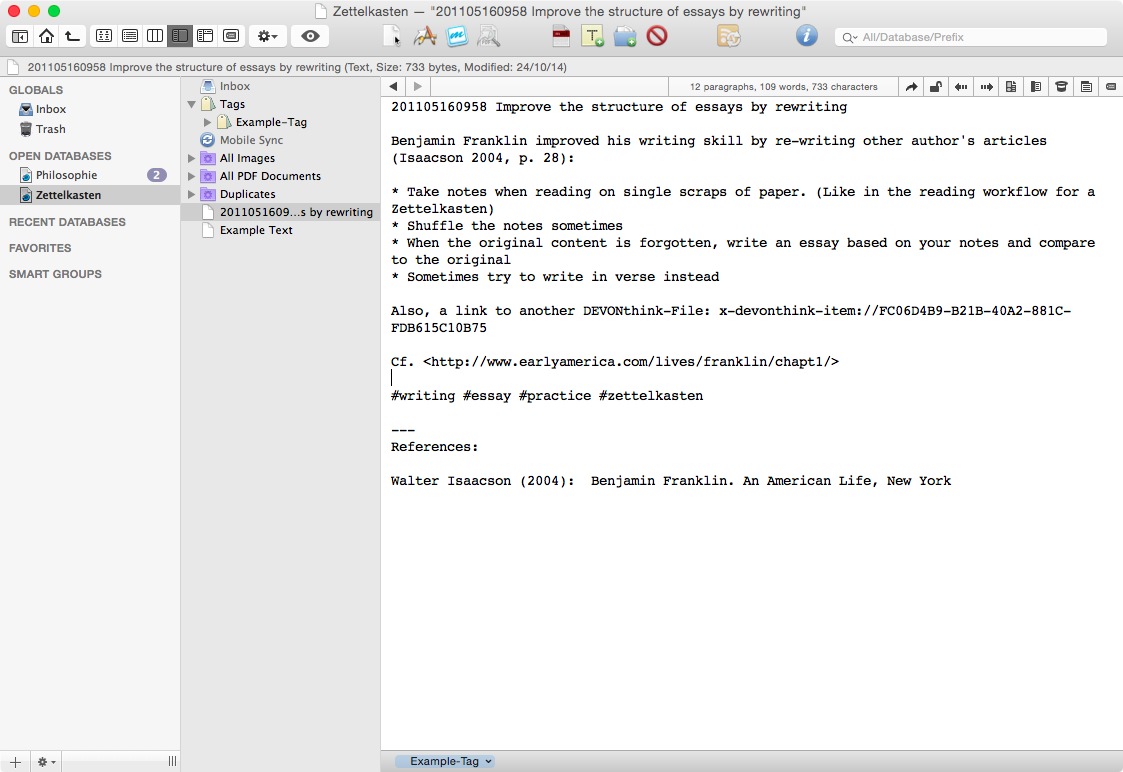 Zettelkasten — "201105160958 Improve the structure of essays by rewriting"
All/Database/Prefix
201105160958 Improve the structure of essays by rewriting (Text, Size: 733 bytes, Modified: 24/10/14)
GLOBALS
Inbox
Trash
OPEN DATABASES
Philosophie 2
Zettelkasten
RECENT DATABASES
FAVORITES
SMART GROUPS
Inbox
Tags
Example-Tag
Mobile Sync
All Images
All PDF Documents
Duplicates
2011051609...s by rewriting
Example Text
12 paragraphs, 109 words, 733 characters
201105160958 Improve the structure of essays by rewriting
Benjamin Franklin improved his writing skill by re-writing other author's articles
(Isaacson 2004, p. 28):
* Take notes when reading on single scraps of paper. (Like in the reading workflow for a
Zettelkasten)
* Shuffle the notes sometimes
* When the original content is forgotten, write an essay based on your notes and compare
to the original
* Sometimes try to write in verse instead
Also, a link to another DEVONthink-File: x-devonthink-item://FC06D4B9-B21B-40A2-881C-
FDB615C10B75
Cf. <http://www.earlyamerica.com/lives/franklin/chapt1/>
#writing #essay #practice #zettelkasten
---
References:
Walter Isaacson (2004):  Benjamin Franklin. An American Life, New York
Example-Tag